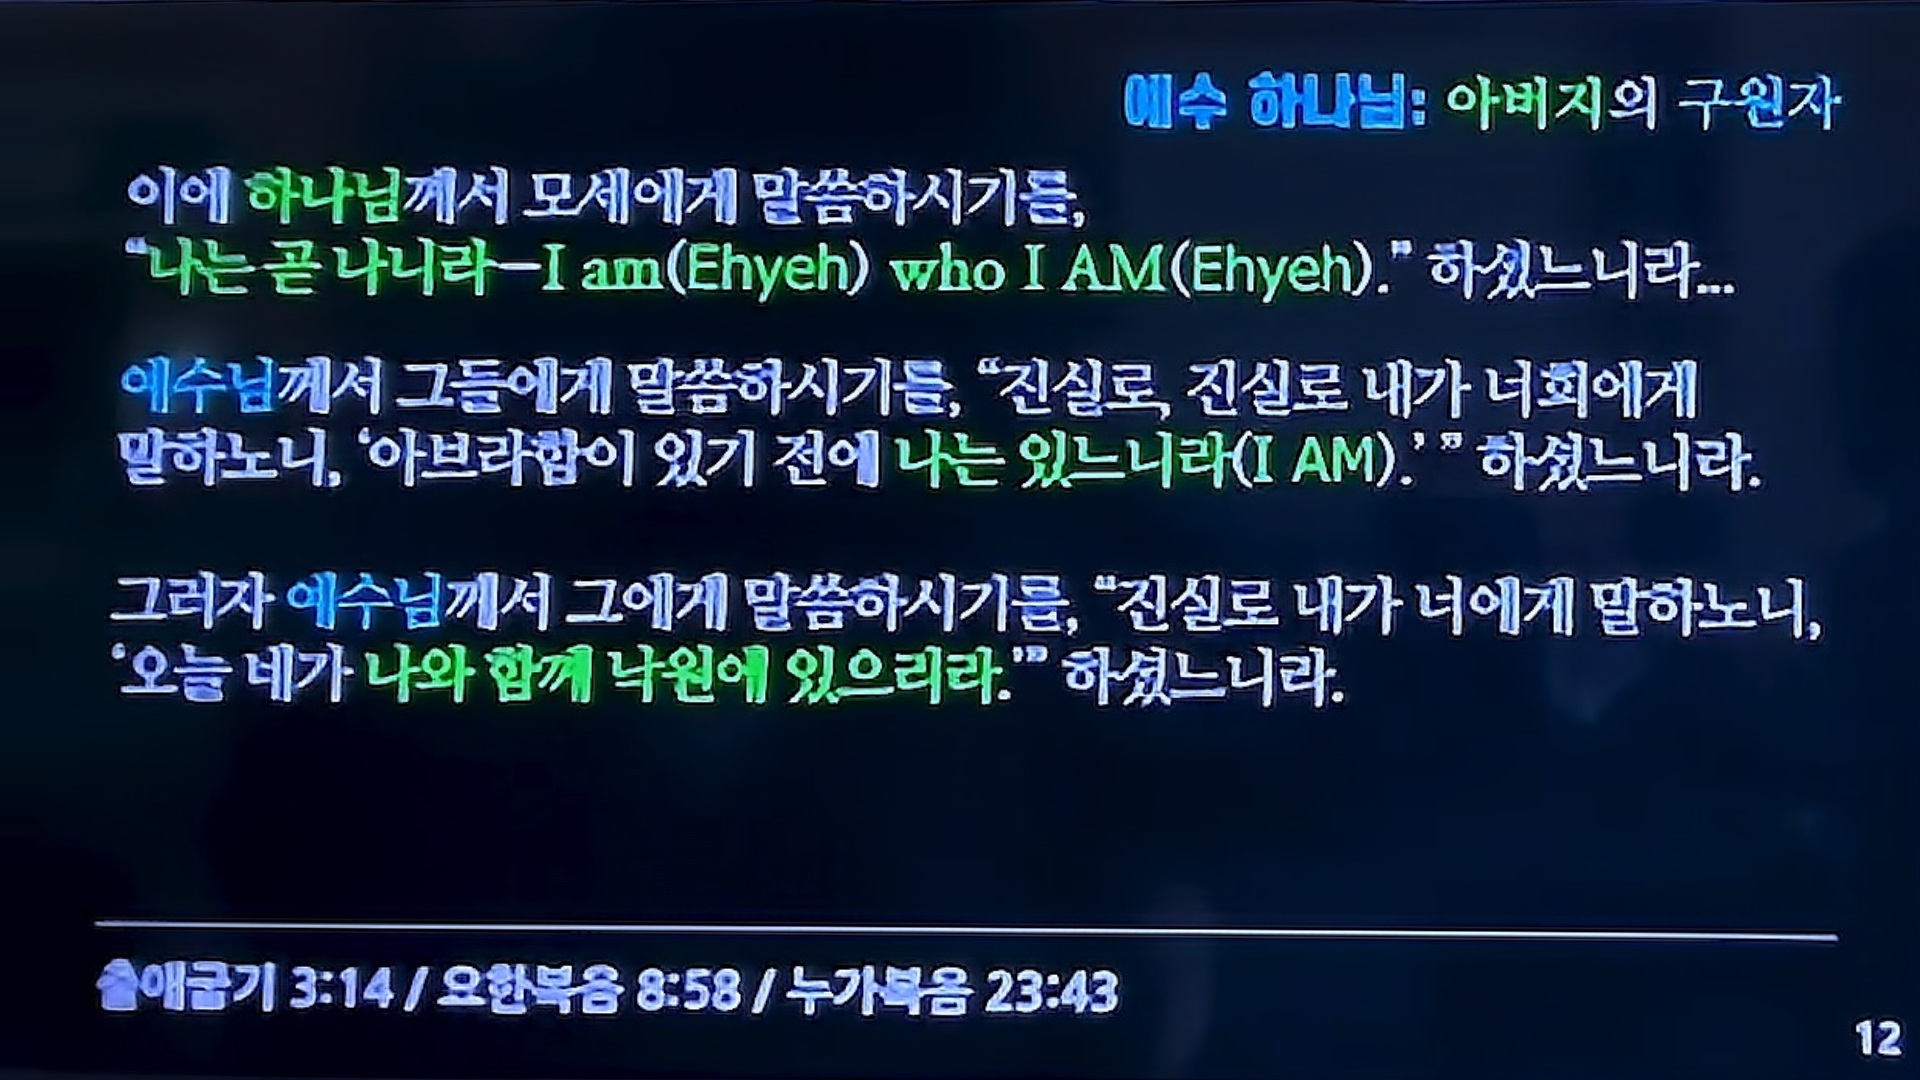 예수 하나님: 아버지의 구원자
이에 하나님께서 모세에게 말씀하시기를,
“나는 곧 나니라—I am(Ehyeh) who I AM(Ehyeh).” 하셨느니라...
예수님께서 그들에게 말씀하시기를, “진실로, 진실로 내가 너희에게
말하노니, ‘아브라함이 있기 전에 나는 있느니라(I AM).’” 하셨느니라.
그러자 예수님께서 그에게 말씀하시기를, “진실로 내가 너에게 말하노니,
‘오늘 네가 나와 함께 낙원에 있으리라.’” 하셨느니라.
출애굽기 3:14 / 요한복음 8:58 / 누가복음 23:43
12